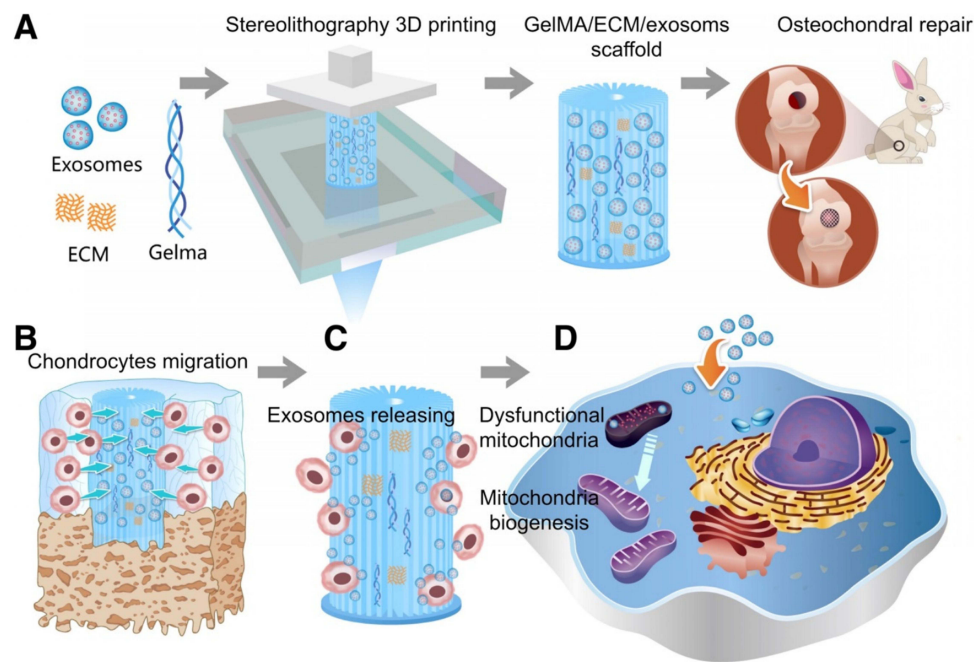 A
Stereolithography 3D printing
GelMA/ECM/exosoms
scaffold
Osteochondral repair
Exosomes
ECM
Gelma
B
Chondrocytes migration
C
Exosomes releasing
D
Dysfunctional
mitochondria
Mitochondria
biogenesis